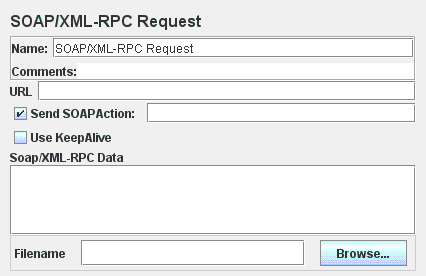 SOAP/XML-RPC Request
Name: SOAP/XML-RPC Request
Comments:
URL
Send SOAPAction:
Use KeepAlive
Soap/XML-RPC Data
Filename Browse...